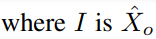 where I is X̂ₒ